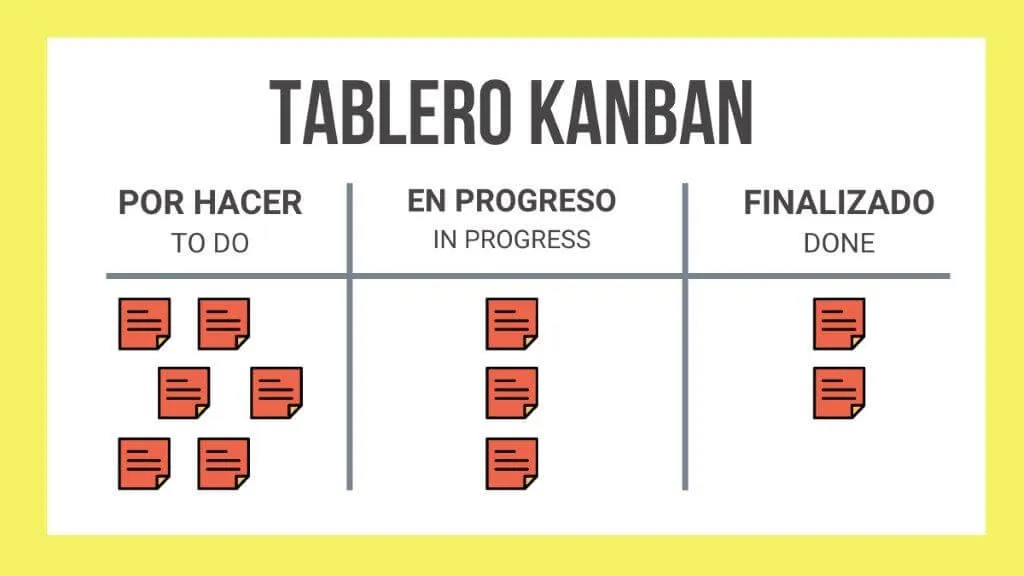 TABLERO KANBAN
POR HACER
TO DO
EN PROGRESO
IN PROGRESS
FINALIZADO
DONE